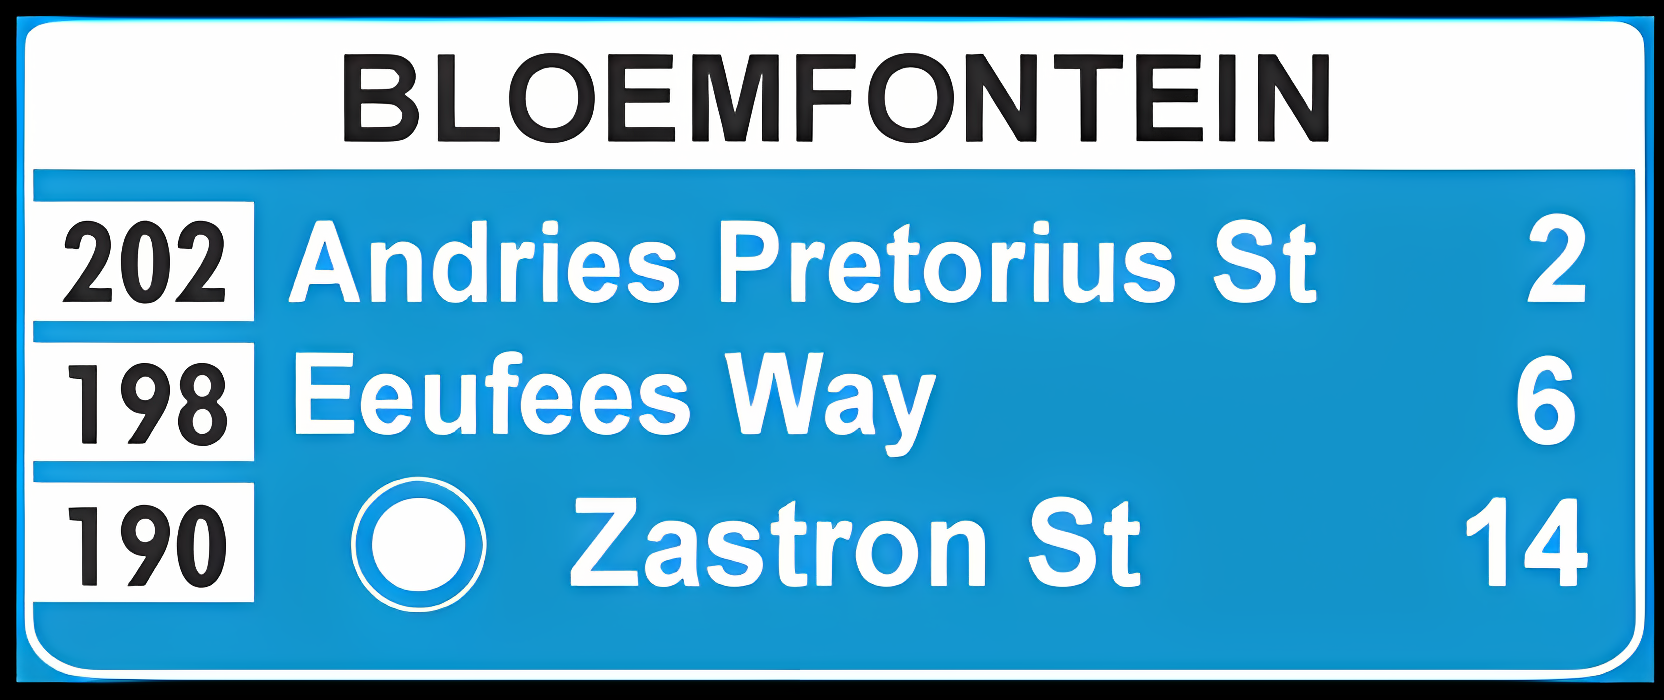 BLOEMFONTEIN
202 Andries Pretorius St 2
198 Eeufees Way 6
190 Zastron St 14